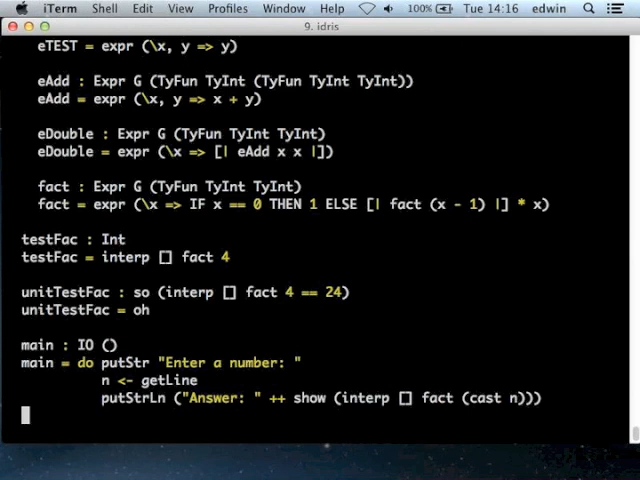 iTerm Shell Edit View Profiles Window Help 100% Tue 14:16 edwin
9. idris
eTEST = expr (\x, y => y)
eAdd : Expr G (TyFun TyInt (TyFun TyInt TyInt))
eAdd = expr (\x, y => x + y)
eDouble : Expr G (TyFun TyInt TyInt)
eDouble = expr (\x => [| eAdd x x |])
fact : Expr G (TyFun TyInt TyInt)
fact = expr (\x => IF x == 0 THEN 1 ELSE [| fact (x - 1) |] * x)
testFac : Int
testFac = interp [] fact 4
unitTestFac : so (interp [] fact 4 == 24)
unitTestFac = oh
main : IO ()
main = do putStr "Enter a number: "
n <- getLine
putStrLn ("Answer: " ++ show (interp [] fact (cast n)))